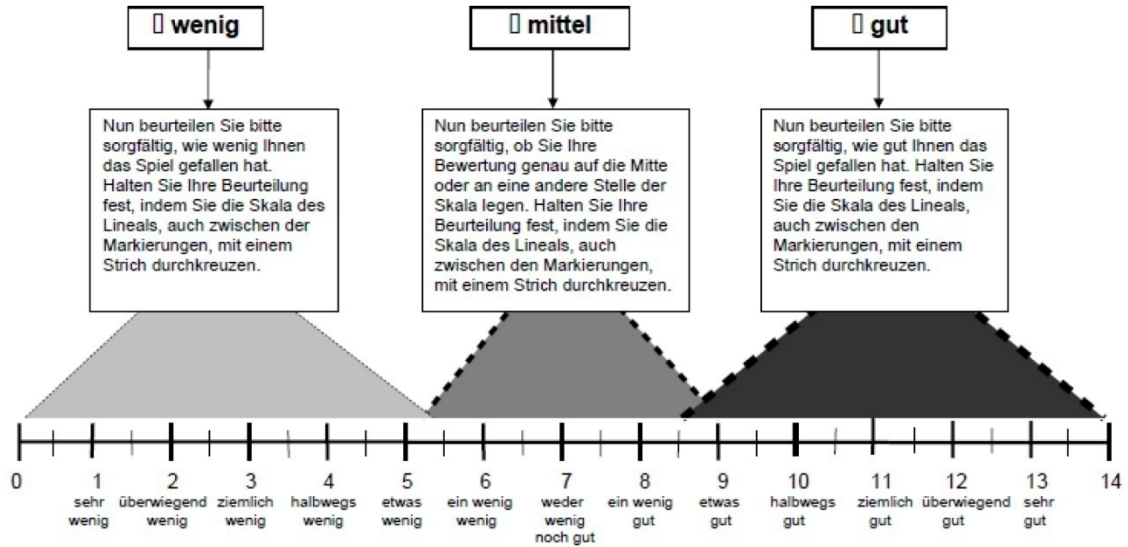 ▯ wenig
▯ mittel
▯ gut
Nun beurteilen Sie bitte
sorgfältig, wie wenig Ihnen
das Spiel gefallen hat.
Halten Sie Ihre Beurteilung
fest, indem Sie die Skala des
Lineals, auch zwischen der
Markierungen, mit einem
Strich durchkreuzen.
Nun beurteilen Sie bitte
sorgfältig, ob Sie Ihre
Bewertung genau auf die Mitte
oder an eine andere Stelle der
Skala legen. Halten Sie Ihre
Beurteilung fest, indem Sie die
Skala des Lineals, auch
zwischen den Markierungen,
mit einem Strich durchkreuzen.
Nun beurteilen Sie bitte
sorgfältig, wie gut Ihnen das
Spiel gefallen hat. Halten Sie
Ihre Beurteilung fest, indem
Sie die Skala des Lineals,
auch zwischen den
Markierungen, mit einem
Strich durchkreuzen.
0 1 2 3 4 5 6 7 8 9 10 11 12 13 14
sehr
wenig
überwiegend
wenig
ziemlich
wenig
halbwegs
wenig
etwas
wenig
ein wenig
wenig
weder
wenig
noch gut
ein wenig
gut
etwas
gut
halbwegs
gut
ziemlich
gut
überwiegend
gut
sehr
gut